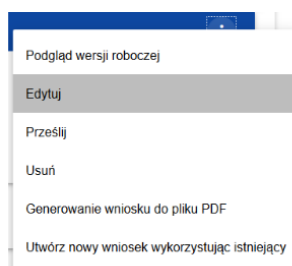 Podgląd wersji roboczej
Edytuj
Prześlij
Usuń
Generowanie wniosku do pliku PDF
Utwórz nowy wniosek wykorzystując istniejący